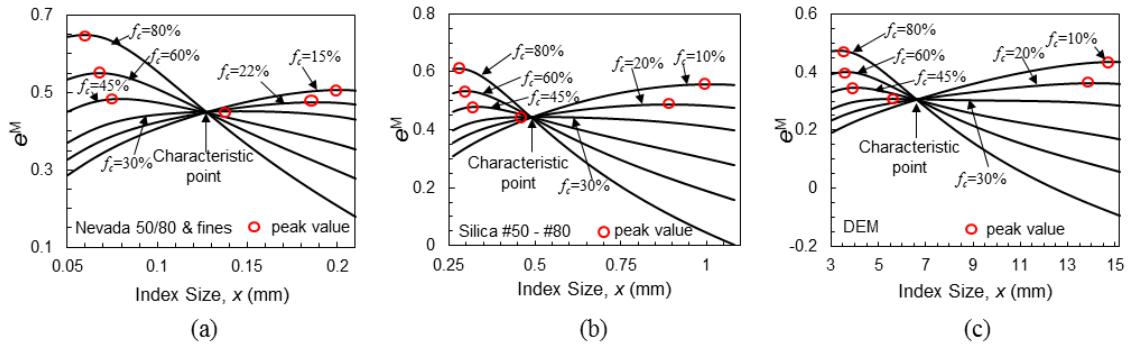 0.7
0.5
0.3
0.1
e^M
f_c=80%
f_c=60%
f_c=45%
f_c=30%
f_c=22%
f_c=15%
Characteristic
point
Nevada 50/80 & fines
peak value
0.05 0.1 0.15 0.2
Index Size, x (mm)
(a)
0.8
0.6
0.4
0.2
0
e^M
f_c=80%
f_c=60%
f_c=45%
f_c=20%
f_c=10%
f_c=30%
Characteristic
point
Silica #50 - #80
peak value
0.25 0.5 0.75 1
Index Size, x (mm)
(b)
0.6
0.4
0.2
0
-0.2
e^M
f_c=80%
f_c=60%
f_c=45%
f_c=20%
f_c=10%
f_c=30%
Characteristic
point
DEM
peak value
3 5 7 9 11 13 15
Index Size, x (mm)
(c)